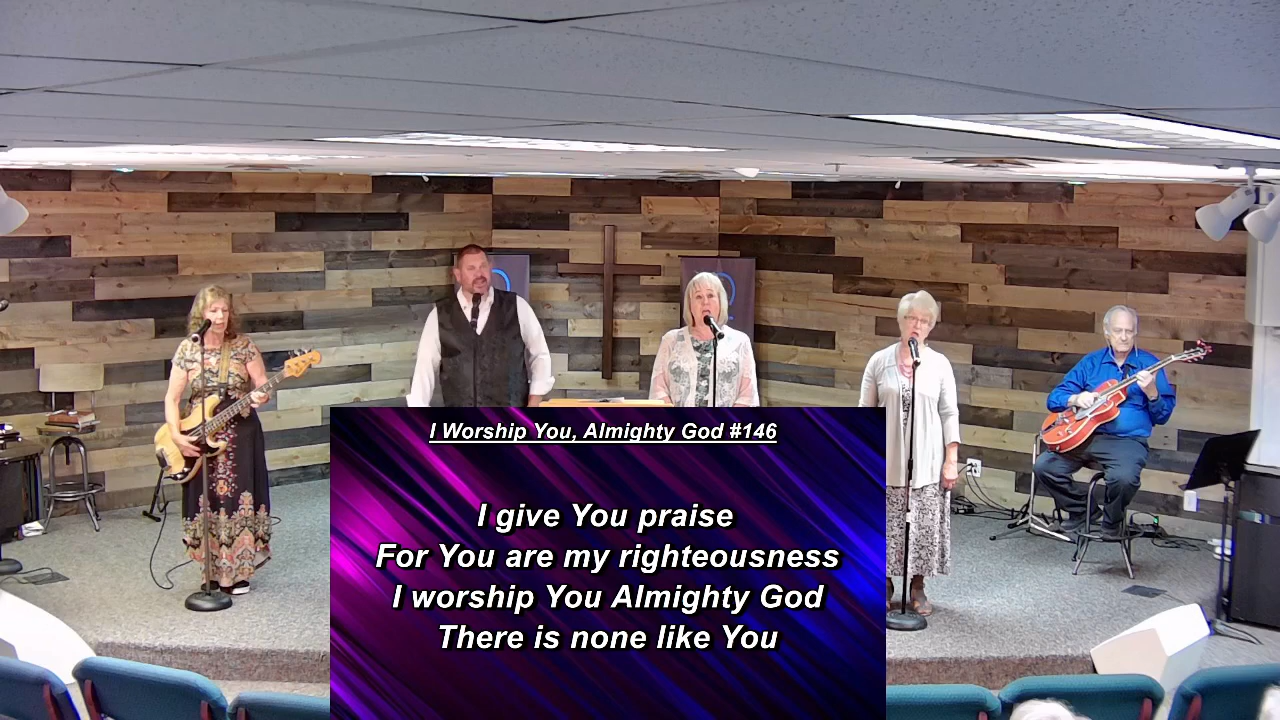 I Worship You, Almighty God #146
I give You praise
For You are my righteousness
I worship You Almighty God
There is none like You